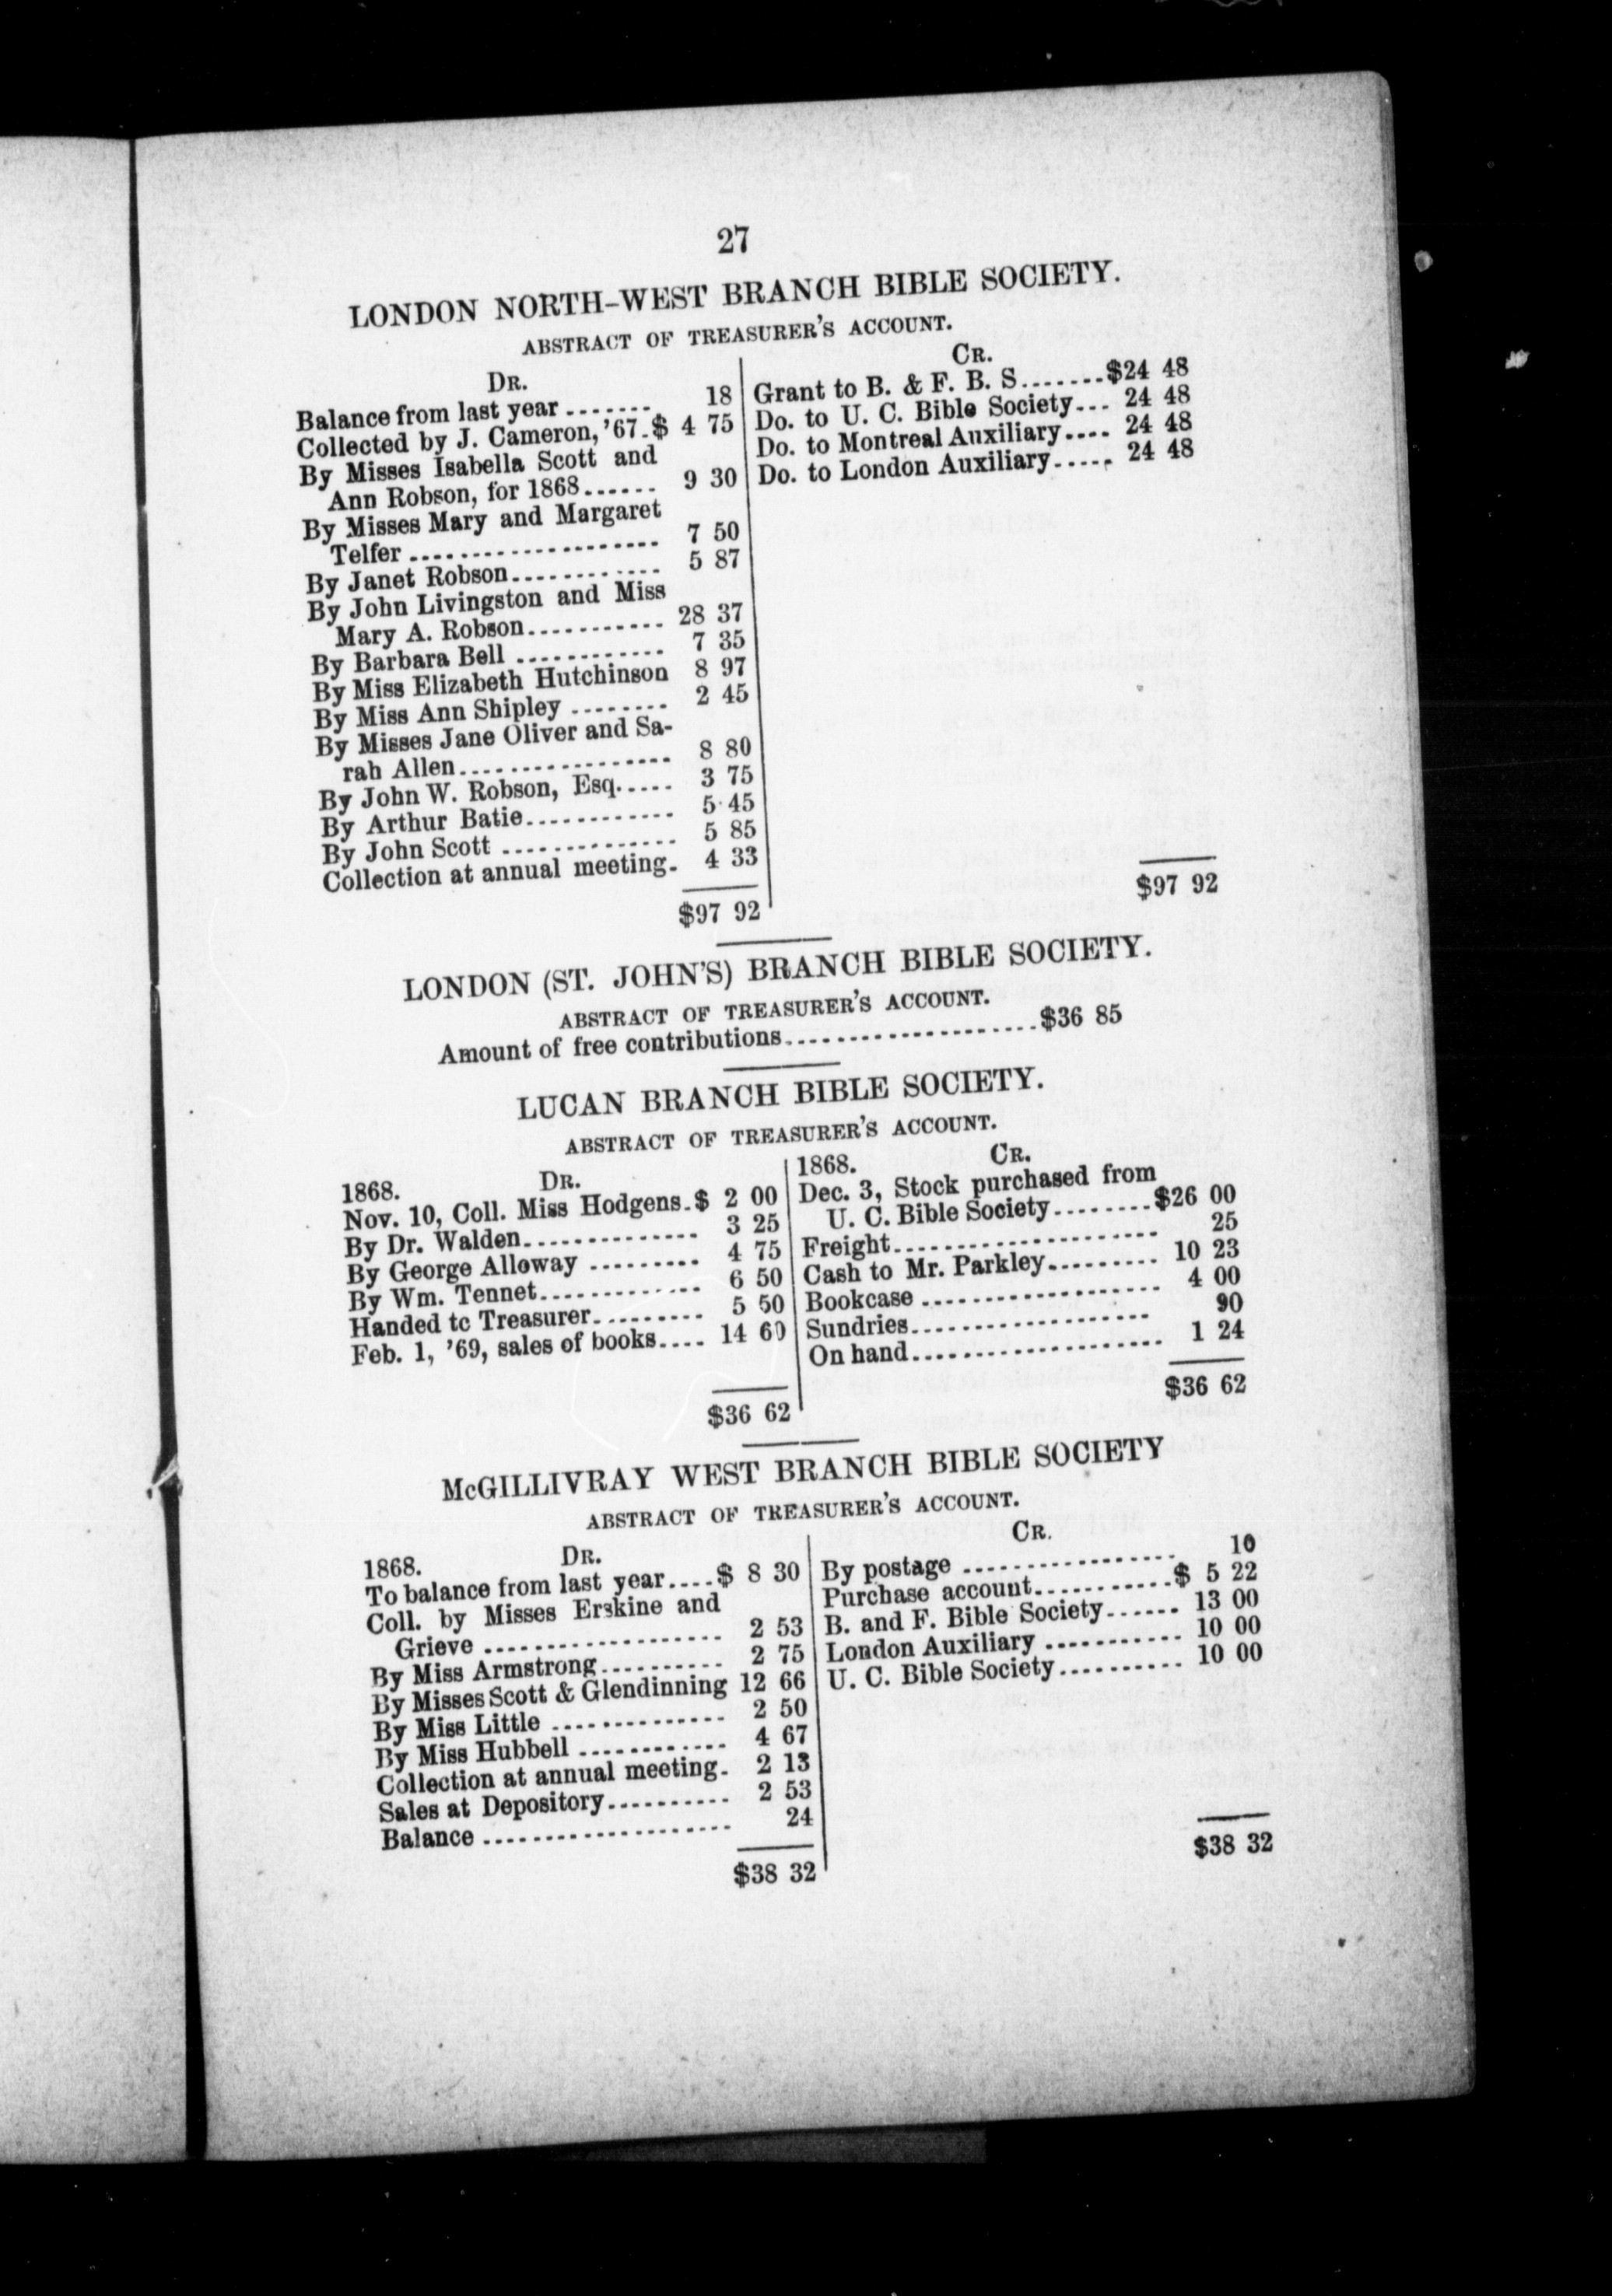 27
LONDON NORTH-WEST BRANCH BIBLE SOCIETY.
ABSTRACT OF TREASURER'S ACCOUNT.
DR.
Balance from last year ....... 18
Collected by J. Cameron, '67.$ 4 75
By Misses Isabella Scott and
Ann Robson, for 1868...... 9 30
By Misses Mary and Margaret
Telfer .................... 7 50
By Janet Robson............ 5 87
By John Livingston and Miss
Mary A. Robson........... 28 37
By Barbara Bell ............ 7 35
By Miss Elizabeth Hutchinson 8 97
By Miss Ann Shipley ........ 2 45
By Misses Jane Oliver and Sa-
rah Allen................. 8 80
By John W. Robson, Esq..... 3 75
By Arthur Batie............ 5 45
By John Scott .............. 5 85
Collection at annual meeting. 4 33
$97 92
CR.
Grant to B. & F. B. S.......$24 48
Do. to U. C. Bible Society... 24 48
Do. to Montreal Auxiliary.... 24 48
Do. to London Auxiliary..... 24 48
$97 92
LONDON (ST. JOHN'S) BRANCH BIBLE SOCIETY.
ABSTRACT OF TREASURER'S ACCOUNT.
Amount of free contributions....................$36 85
LUCAN BRANCH BIBLE SOCIETY.
ABSTRACT OF TREASURER'S ACCOUNT.
1868. DR.
Nov. 10, Coll. Miss Hodgens.$ 2 00
By Dr. Walden.............. 3 25
By George Alloway ......... 4 75
By Wm. Tennet............. 6 50
Handed to Treasurer......... 5 50
Feb. 1, '69, sales of books.... 14 60
$36 62
1868. CR.
Dec. 3, Stock purchased from
U. C. Bible Society........$26 00
Freight..................... 25
Cash to Mr. Parkley......... 10 23
Bookcase ................... 4 00
Sundries................... 90
On hand.................... 1 24
$36 62
McGILLIVRAY WEST BRANCH BIBLE SOCIETY
ABSTRACT OF TREASURER'S ACCOUNT.
1868. DR.
To balance from last year....$ 8 30
Coll. by Misses Erskine and
Grieve ................... 2 53
By Miss Armstrong.......... 2 75
By Misses Scott & Glendinning 12 66
By Miss Little .............. 2 50
By Miss Hubbell ............ 4 67
Collection at annual meeting. 2 13
Sales at Depository.......... 2 53
Balance .................... 24
$38 32
CR.
By postage ................. 10
Purchase account...........$ 5 22
B. and F. Bible Society...... 13 00
London Auxiliary ........... 10 00
U. C. Bible Society.......... 10 00
$38 32